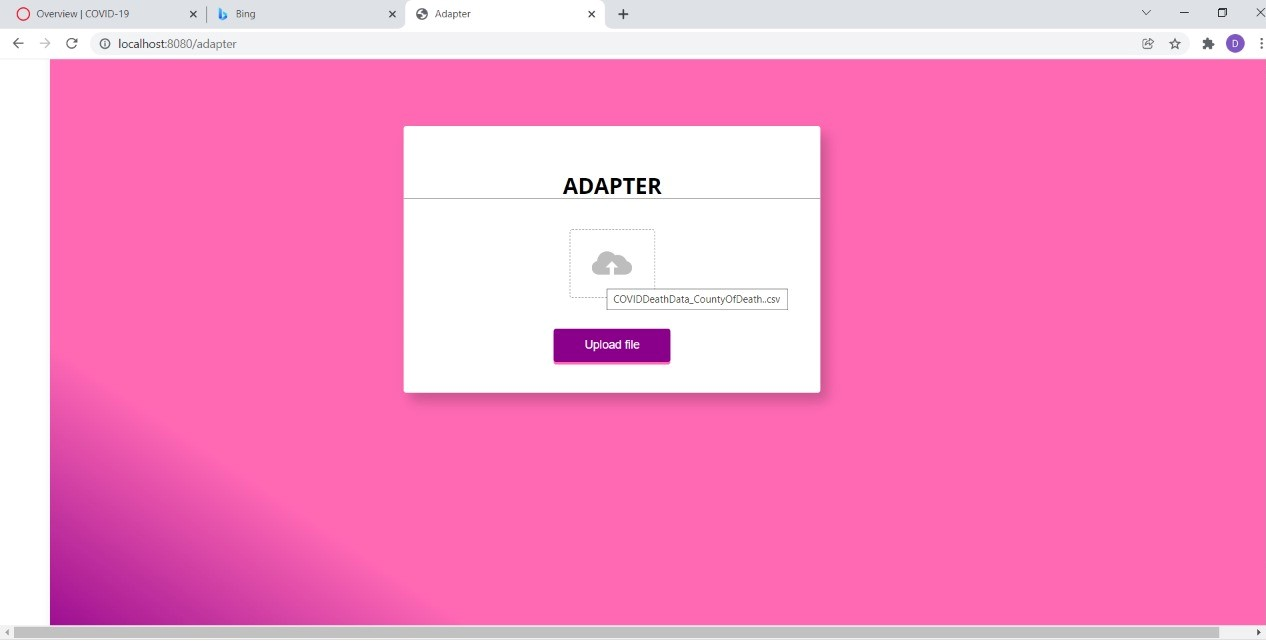 Overview | COVID-19
Bing
Adapter
localhost:8080/adapter
D
ADAPTER
COVIDDeathData_CountyOfDeath..csv
Upload file